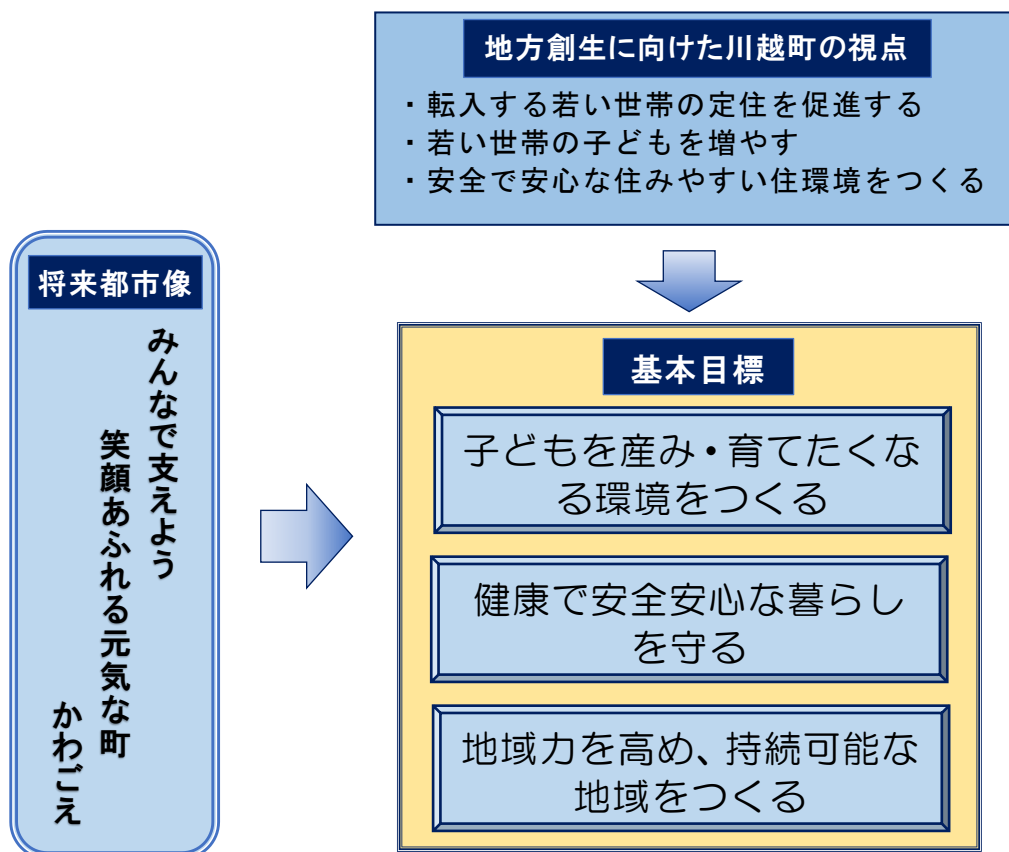 地方創生に向けた川越町の視点
・転入する若い世帯の定住を促進する
・若い世帯の子どもを増やす
・安全で安心な住みやすい住環境をつくる
将来都市像
みんなで支えよう
笑顔あふれる元気な町
かわごえ
基本目標
子どもを産み・育てたくな
る環境をつくる
健康で安全安心な暮らし
を守る
地域力を高め、持続可能な
地域をつくる